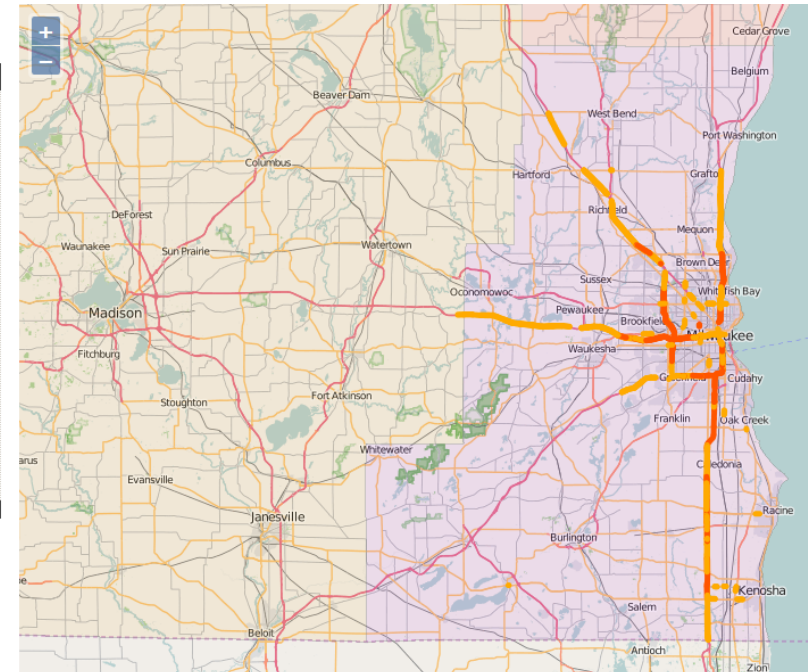 +
−
Cedar Grove
Belgium
Beaver Dam
West Bend
Port Washington
Columbus
Hartford
Grafto
DeForest
Richfield
Mequon
Waunakee
Sun Prairie
Watertown
Brown Deer
Sussex
Oconomowoc
Whitefish Bay
Madison
Pewaukee
Brookfield
Milwaukee
Fitchburg
Waukesha
Greenfield
Cudahy
Stoughton
Fort Atkinson
Franklin
Oak Creek
Whitewater
arus
Caledonia
Evansville
Janesville
Racine
Burlington
Kenosha
Salem
Beloit
Antioch
Zion